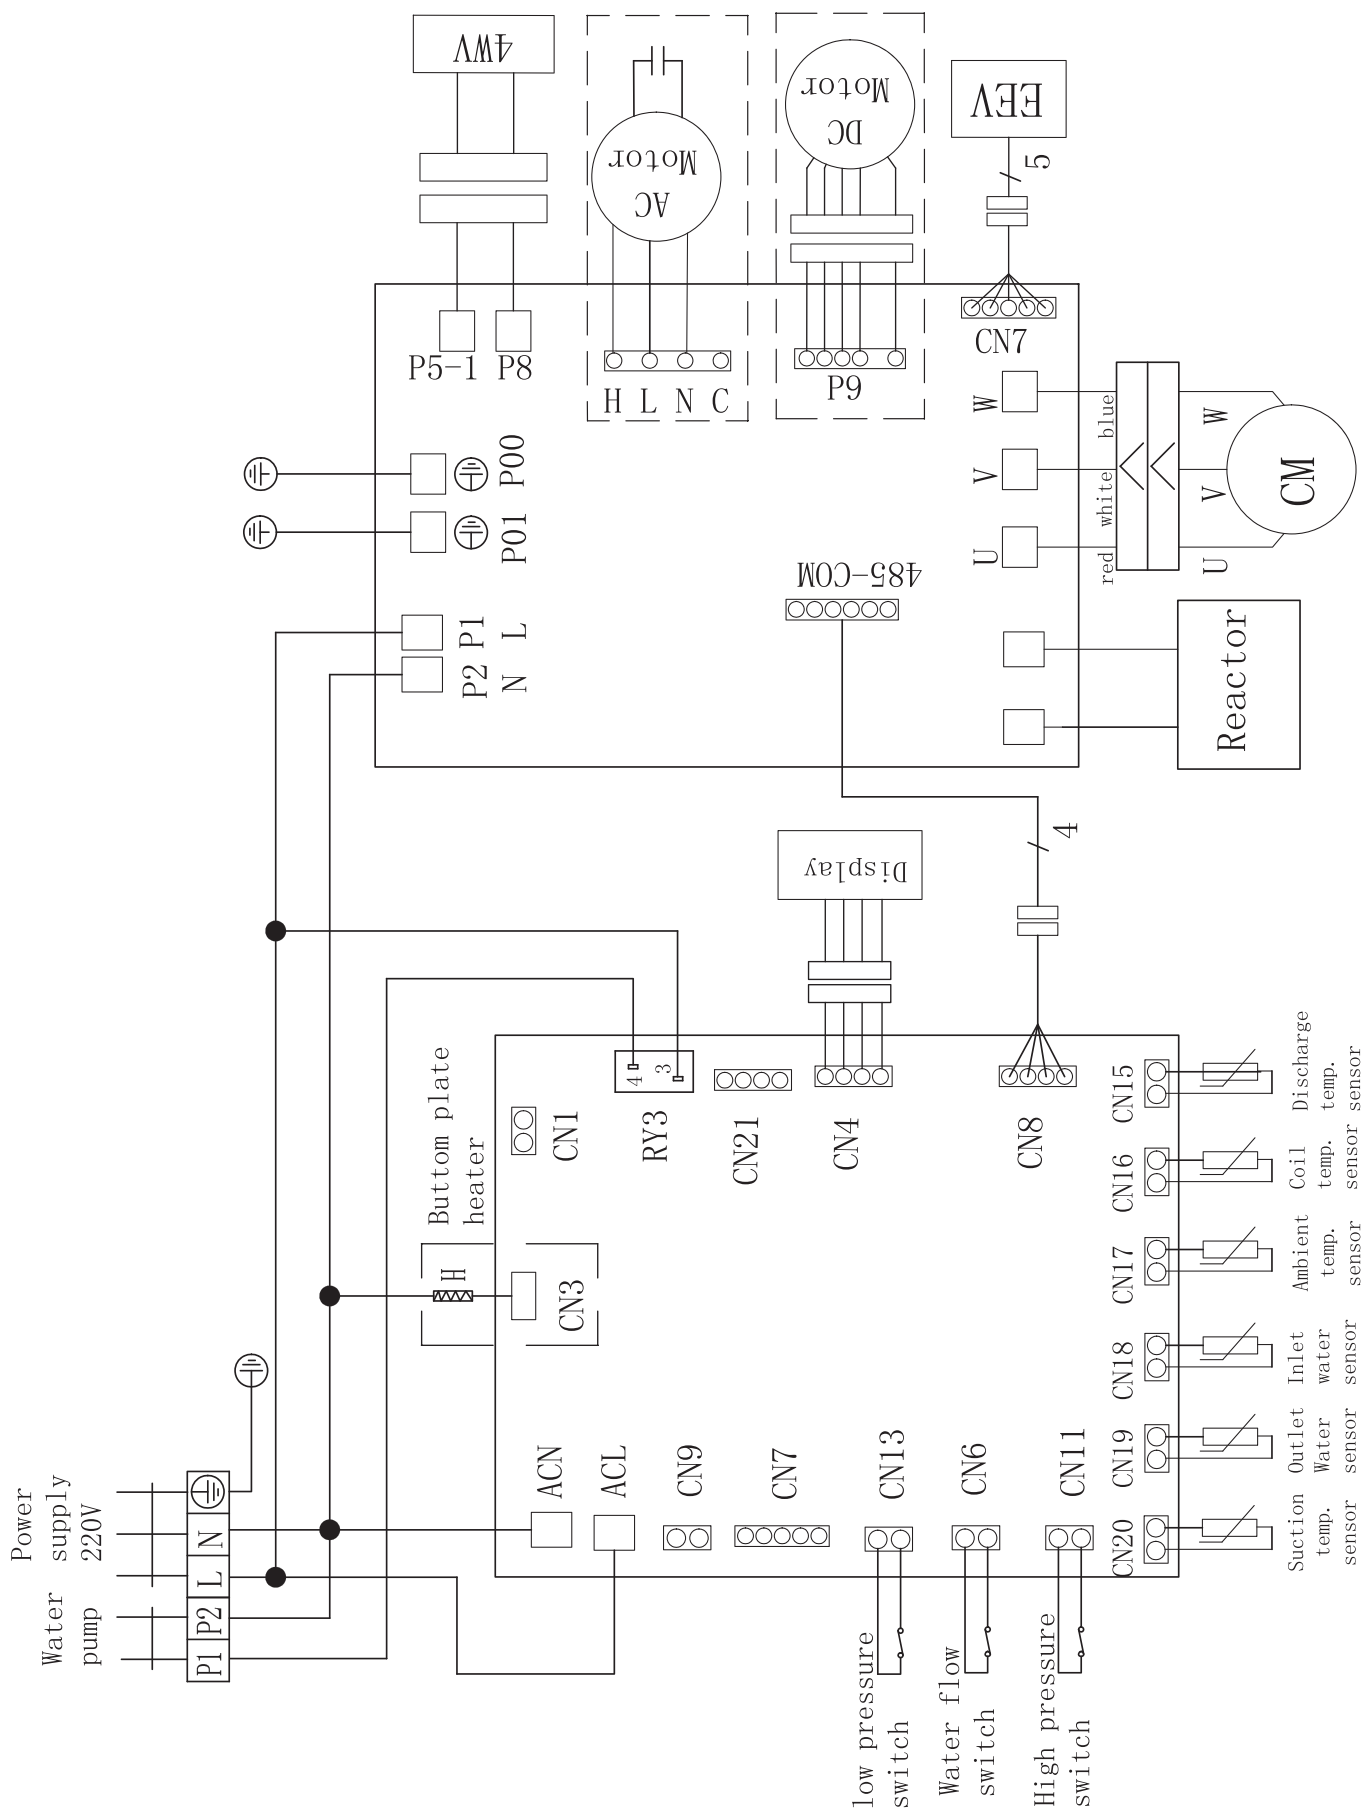 4WV
AC
Motor
DC
Motor
EEV
5
P5-1
P8
H
L
N
C
P9
CN7
P00
P01
P1
L
P2
N
485-COM
W
V
U
blue
white
red
W
V
U
CM
Reactor
4
Display
Buttom plate
heater
H
CN3
CN1
4
3
RY3
CN21
CN4
CN8
Power
supply
220V
Water
pump
N
L
P2
P1
ACN
ACL
CN9
CN7
CN13
CN6
CN11
low pressure
switch
Water flow
switch
High pressure
switch
CN15
CN16
CN17
CN18
CN19
CN20
Discharge
temp.
sensor
Coil
temp.
sensor
Ambient
temp.
sensor
Inlet
water
sensor
Outlet
Water
sensor
Suction
temp.
sensor